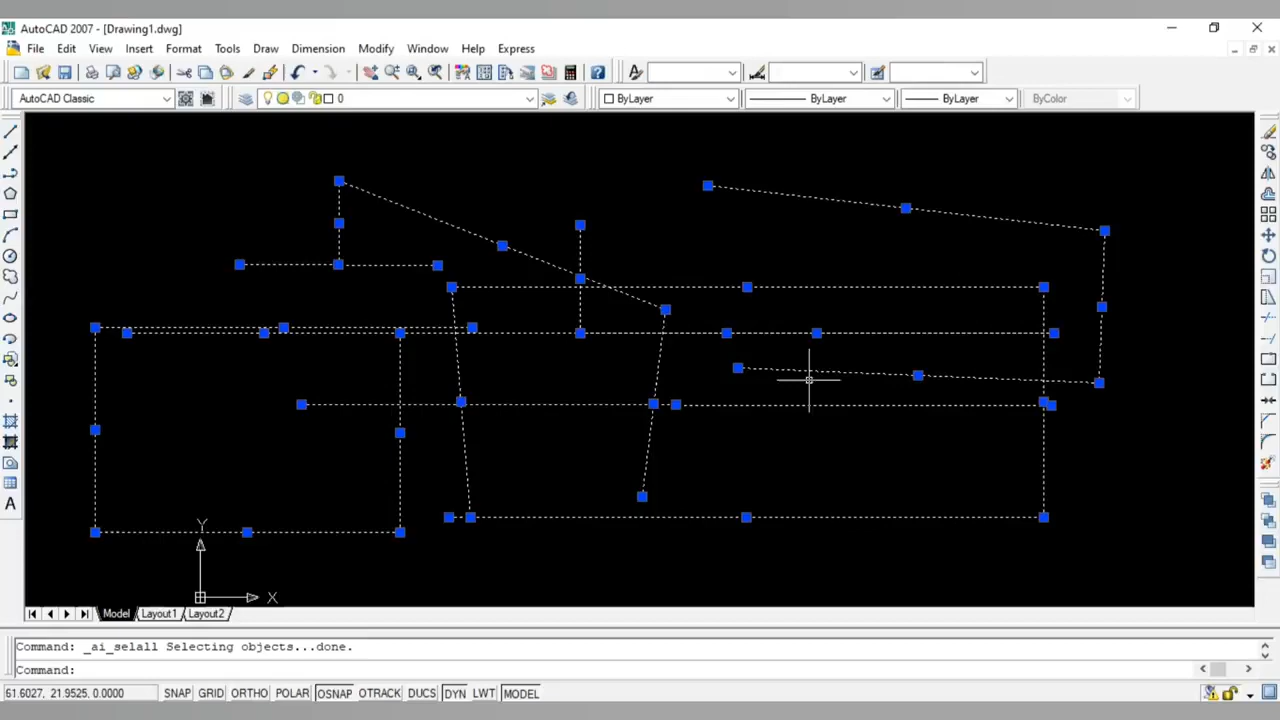 AutoCAD 2007 - [Drawing1.dwg]
File Edit View Insert Format Tools Draw Dimension Modify Window Help Express
AutoCAD Classic 0 ByLayer ByLayer ByLayer ByColor
A
Y
X
Model Layout1 Layout2
Command: _ai_selall Selecting objects...done.
Command:
61.6027, 21.9525, 0.0000 SNAP GRID ORTHO POLAR OSNAP OTRACK DUCS DYN LWT MODEL